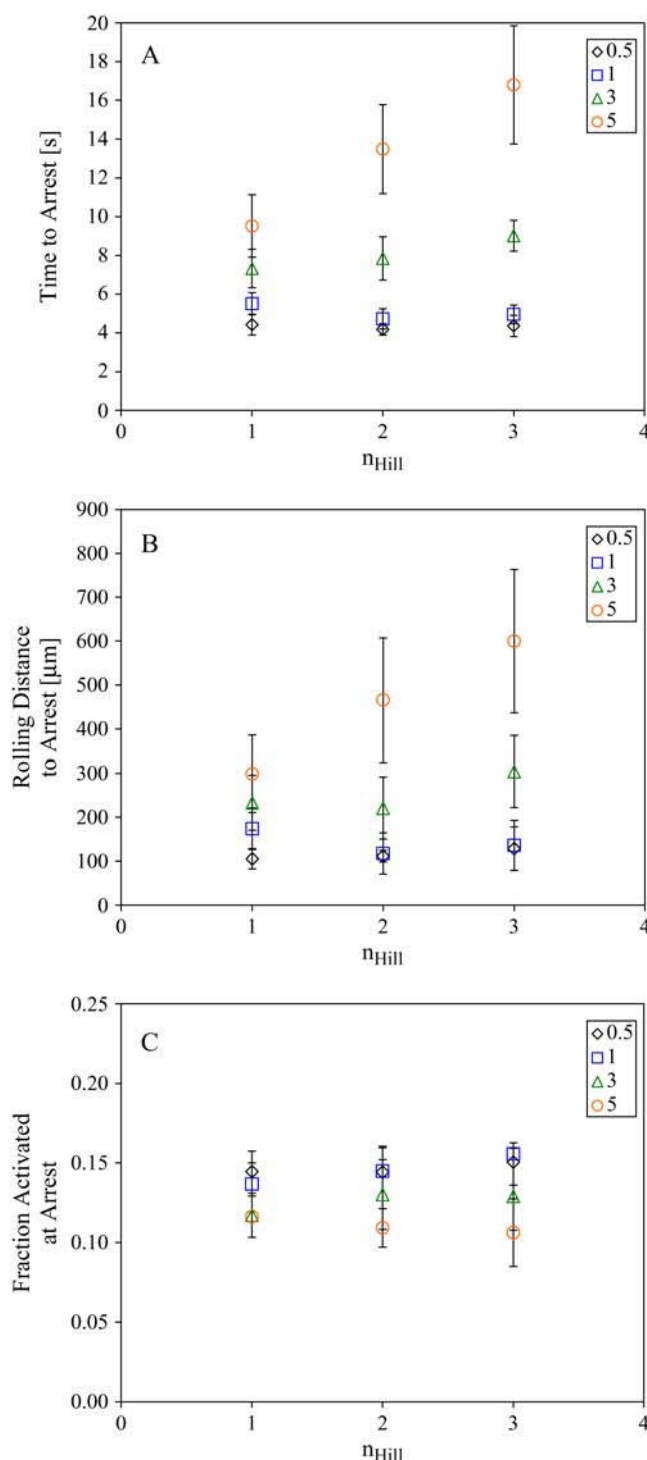 A
20
18
16
14
12
10
8
6
4
2
0
Time to Arrest [s]
0.5
1
3
5
0 1 2 3 4
nHill
B
900
800
700
600
500
400
300
200
100
0
Rolling Distance
to Arrest [µm]
0.5
1
3
5
0 1 2 3 4
nHill
C
0.25
0.20
0.15
0.10
0.05
0.00
Fraction Activated
at Arrest
0.5
1
3
5
0 1 2 3 4
nHill